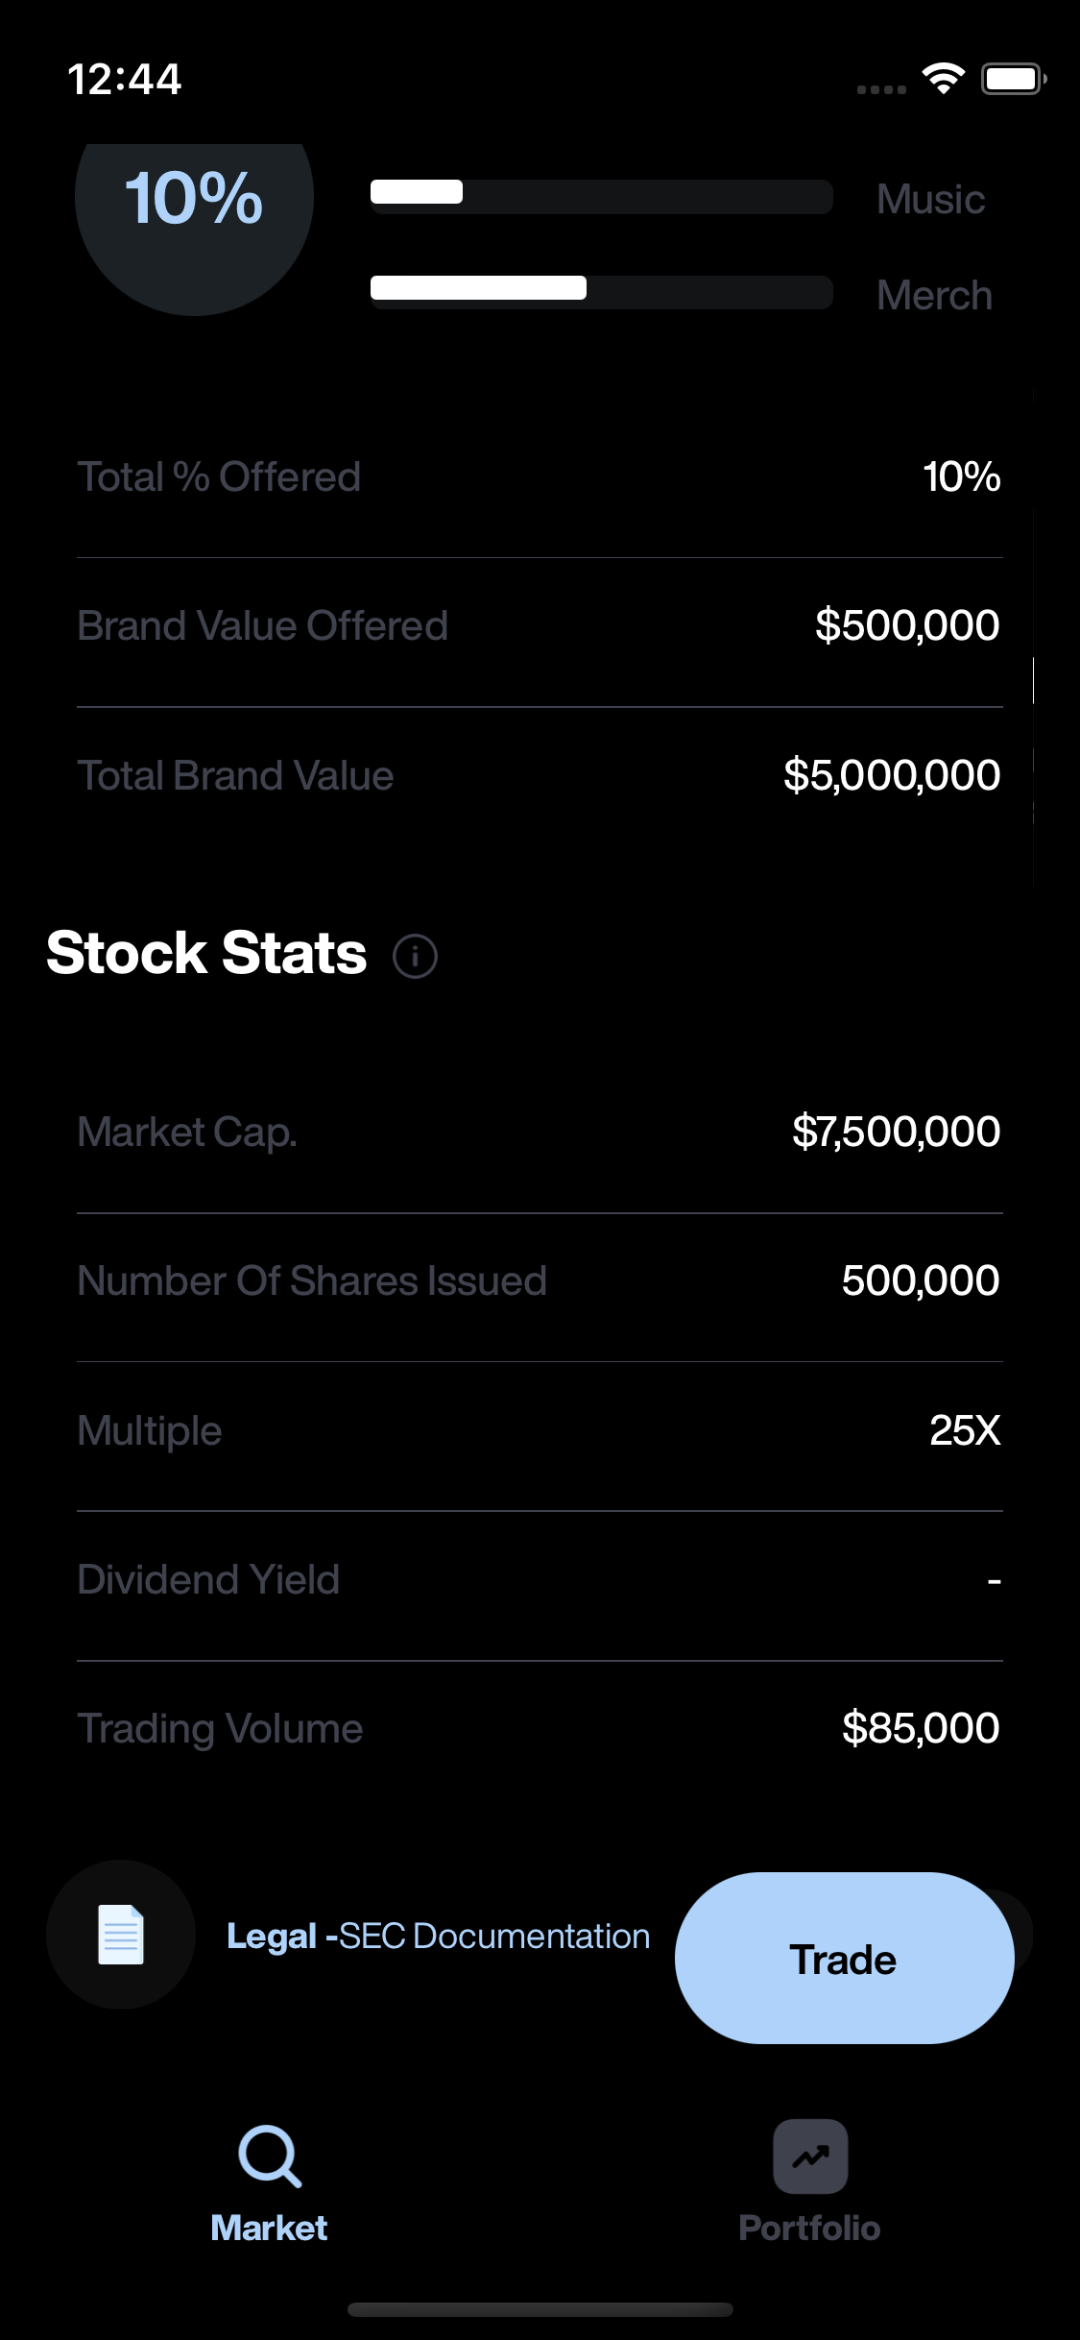 12:44
10%
Music
Merch
Total % Offered 10%
Brand Value Offered $500,000
Total Brand Value $5,000,000
Stock Stats
Market Cap. $7,500,000
Number Of Shares Issued 500,000
Multiple 25X
Dividend Yield -
Trading Volume $85,000
Legal -SEC Documentation
Trade
Market Portfolio